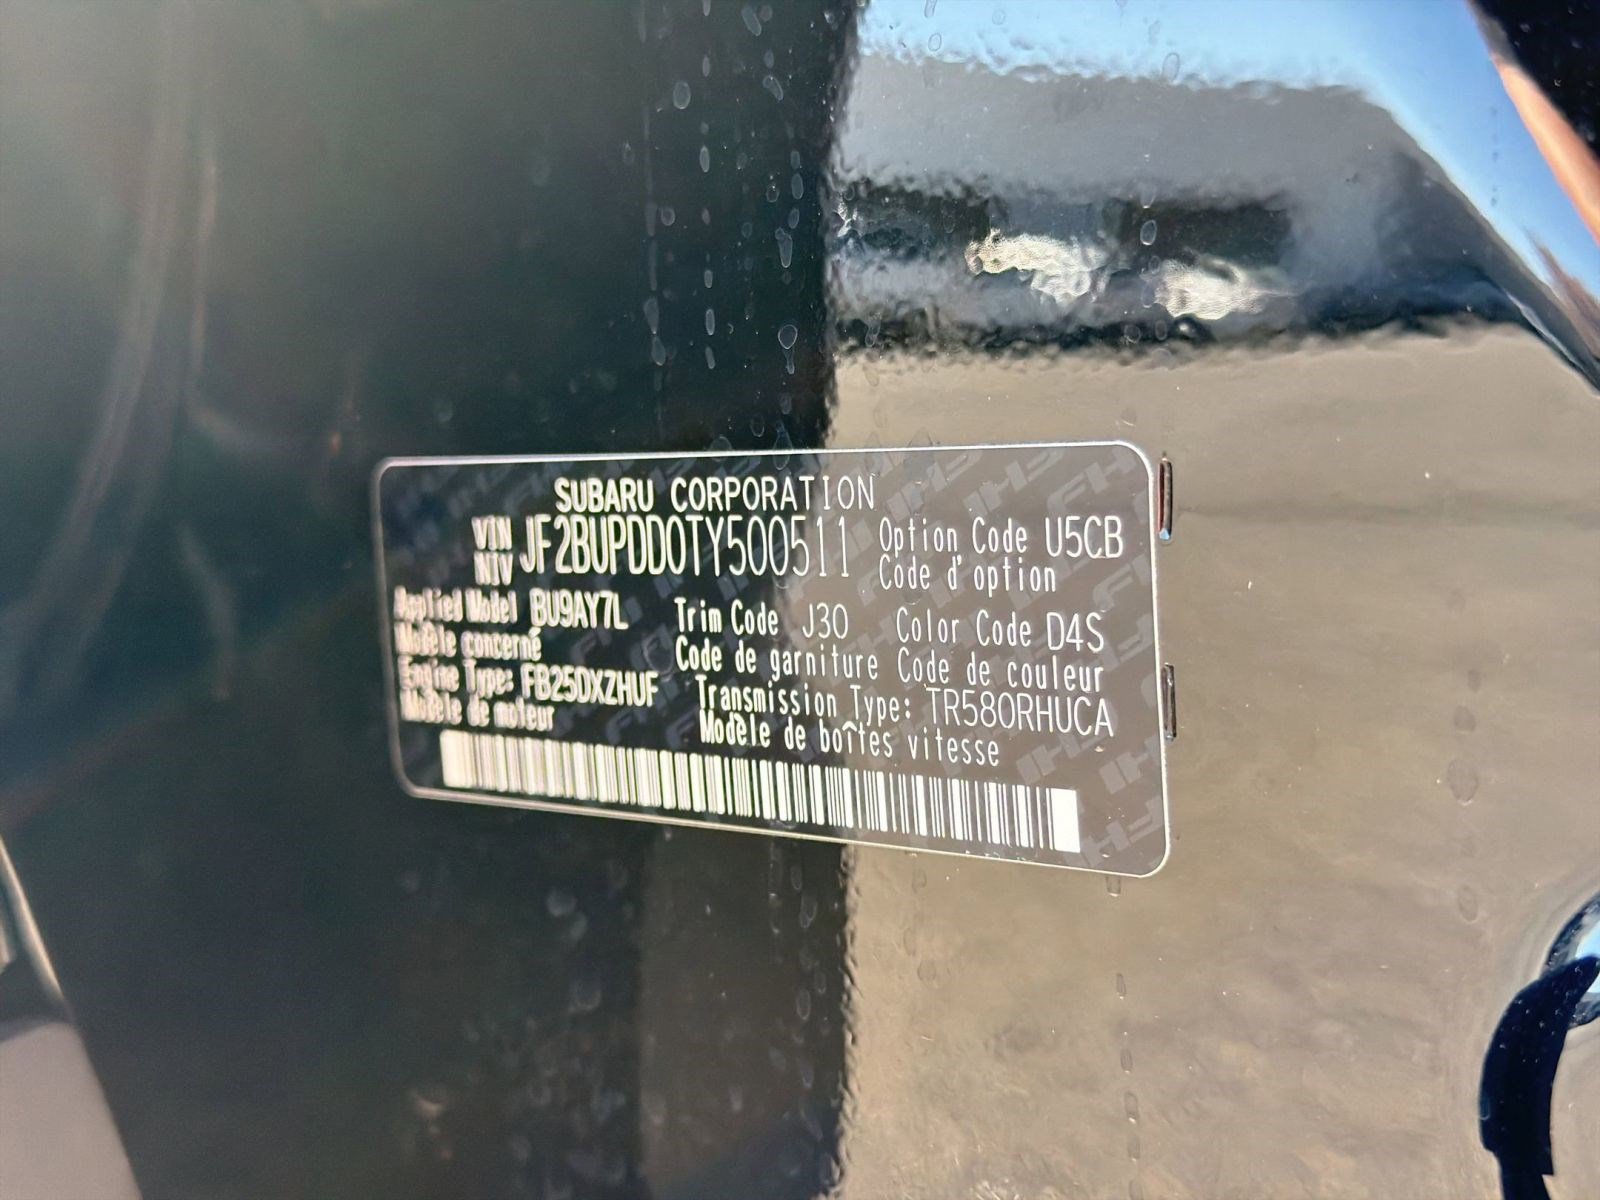 SUBARU CORPORATION
VIN JF2BUPDD0TY500511 Option Code U5CB
NIV Code d'option
Applied Model BU9AY7L Trim Code J30 Color Code D4S
Modèle concerné Code de garniture Code de couleur
Engine Type: FB25DXZHUF Transmission Type: TR580RHUCA
Modèle de moteur Modèle de boîtes vitesse